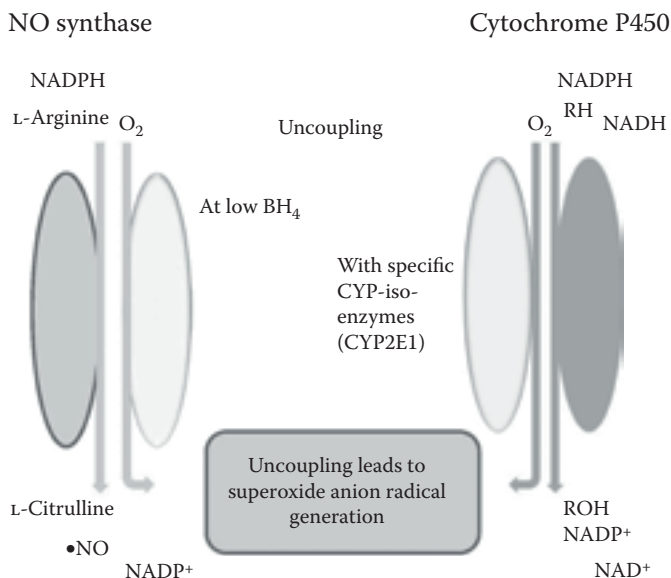 NO synthase
Cytochrome P450
NADPH
L-Arginine O₂
Uncoupling
NADPH
O₂ RH NADH
At low BH₄
With specific
CYP-iso-
enzymes
(CYP2E1)
Uncoupling leads to
superoxide anion radical
generation
L-Citrulline
•NO
NADP⁺
ROH
NADP⁺
NAD⁺